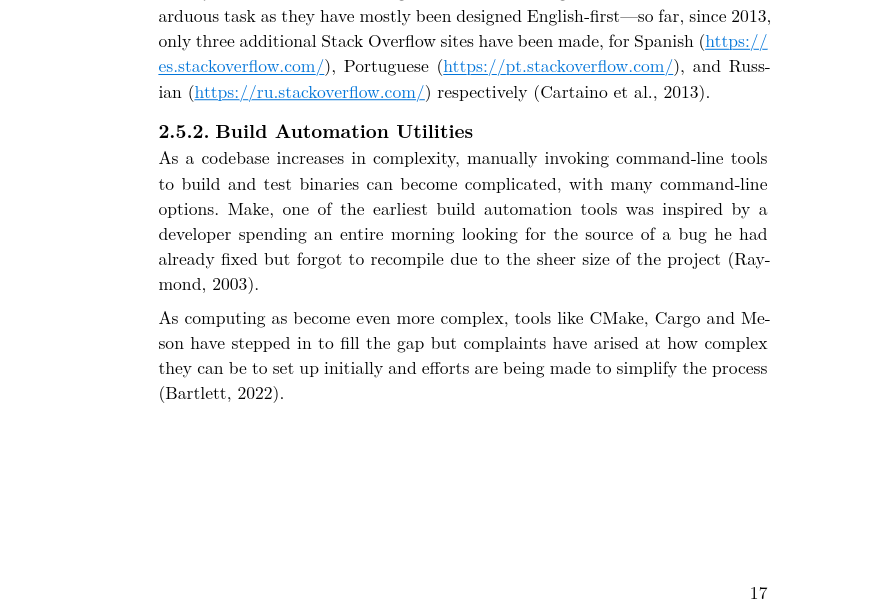 arduous task as they have mostly been designed English-first—so far, since 2013,
only three additional Stack Overflow sites have been made, for Spanish (https://
es.stackoverflow.com/), Portuguese (https://pt.stackoverflow.com/), and Russ-
ian (https://ru.stackoverflow.com/) respectively (Cartaino et al., 2013).
2.5.2. Build Automation Utilities
As a codebase increases in complexity, manually invoking command-line tools
to build and test binaries can become complicated, with many command-line
options. Make, one of the earliest build automation tools was inspired by a
developer spending an entire morning looking for the source of a bug he had
already fixed but forgot to recompile due to the sheer size of the project (Ray-
mond, 2003).
As computing as become even more complex, tools like CMake, Cargo and Me-
son have stepped in to fill the gap but complaints have arised at how complex
they can be to set up initially and efforts are being made to simplify the process
(Bartlett, 2022).
17